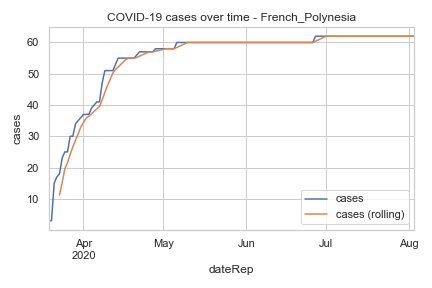 COVID-19 cases over time - French_Polynesia
cases
60
50
40
30
20
10
cases
cases (rolling)
Apr
2020
May
Jun
Jul
Aug
dateRep